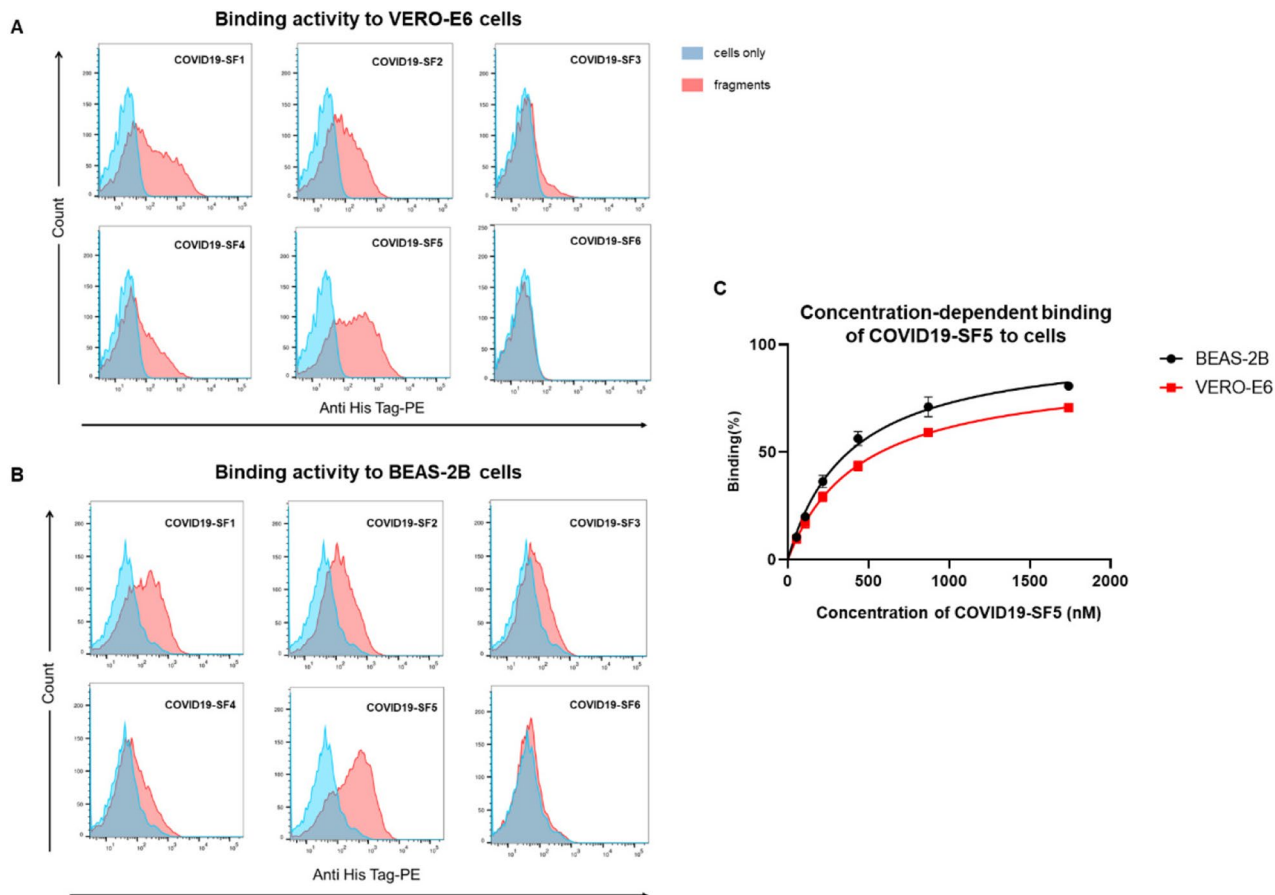 A
Binding activity to VERO-E6 cells
cells only
fragments
COVID19-SF1
COVID19-SF2
COVID19-SF3
COVID19-SF4
COVID19-SF5
COVID19-SF6
Count
Anti His Tag-PE
B
Binding activity to BEAS-2B cells
COVID19-SF1
COVID19-SF2
COVID19-SF3
COVID19-SF4
COVID19-SF5
COVID19-SF6
Count
Anti His Tag-PE
C
Concentration-dependent binding
of COVID19-SF5 to cells
BEAS-2B
VERO-E6
Binding(%)
100
50
0
0 500 1000 1500 2000
Concentration of COVID19-SF5 (nM)